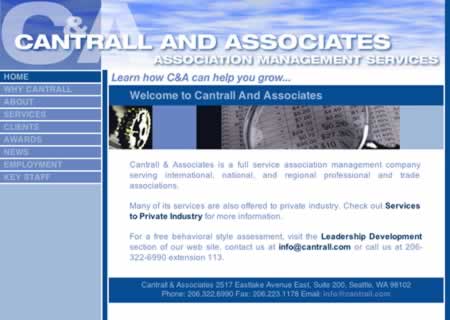 C&A
CANTRALL AND ASSOCIATES
ASSOCIATION MANAGEMENT SERVICES
HOME
WHY CANTRALL
ABOUT
SERVICES
CLIENTS
AWARDS
NEWS
EMPLOYMENT
KEY STAFF
Learn how C&A can help you grow...
Welcome to Cantrall And Associates
Cantrall & Associates is a full service association management company
serving international, national, and regional professional and trade
associations.
Many of its services are also offered to private industry. Check out Services
to Private Industry for more information.
For a free behavioral style assessment, visit the Leadership Development
section of our web site, contact us at info@cantrall.com or call us at 206-
322-6990 extension 113.
Cantrall & Associates 2517 Eastlake Avenue East, Suite 200, Seattle, WA 98102
Phone: 206.322.6990 Fax: 206.223.1178 Email: info@cantrall.com